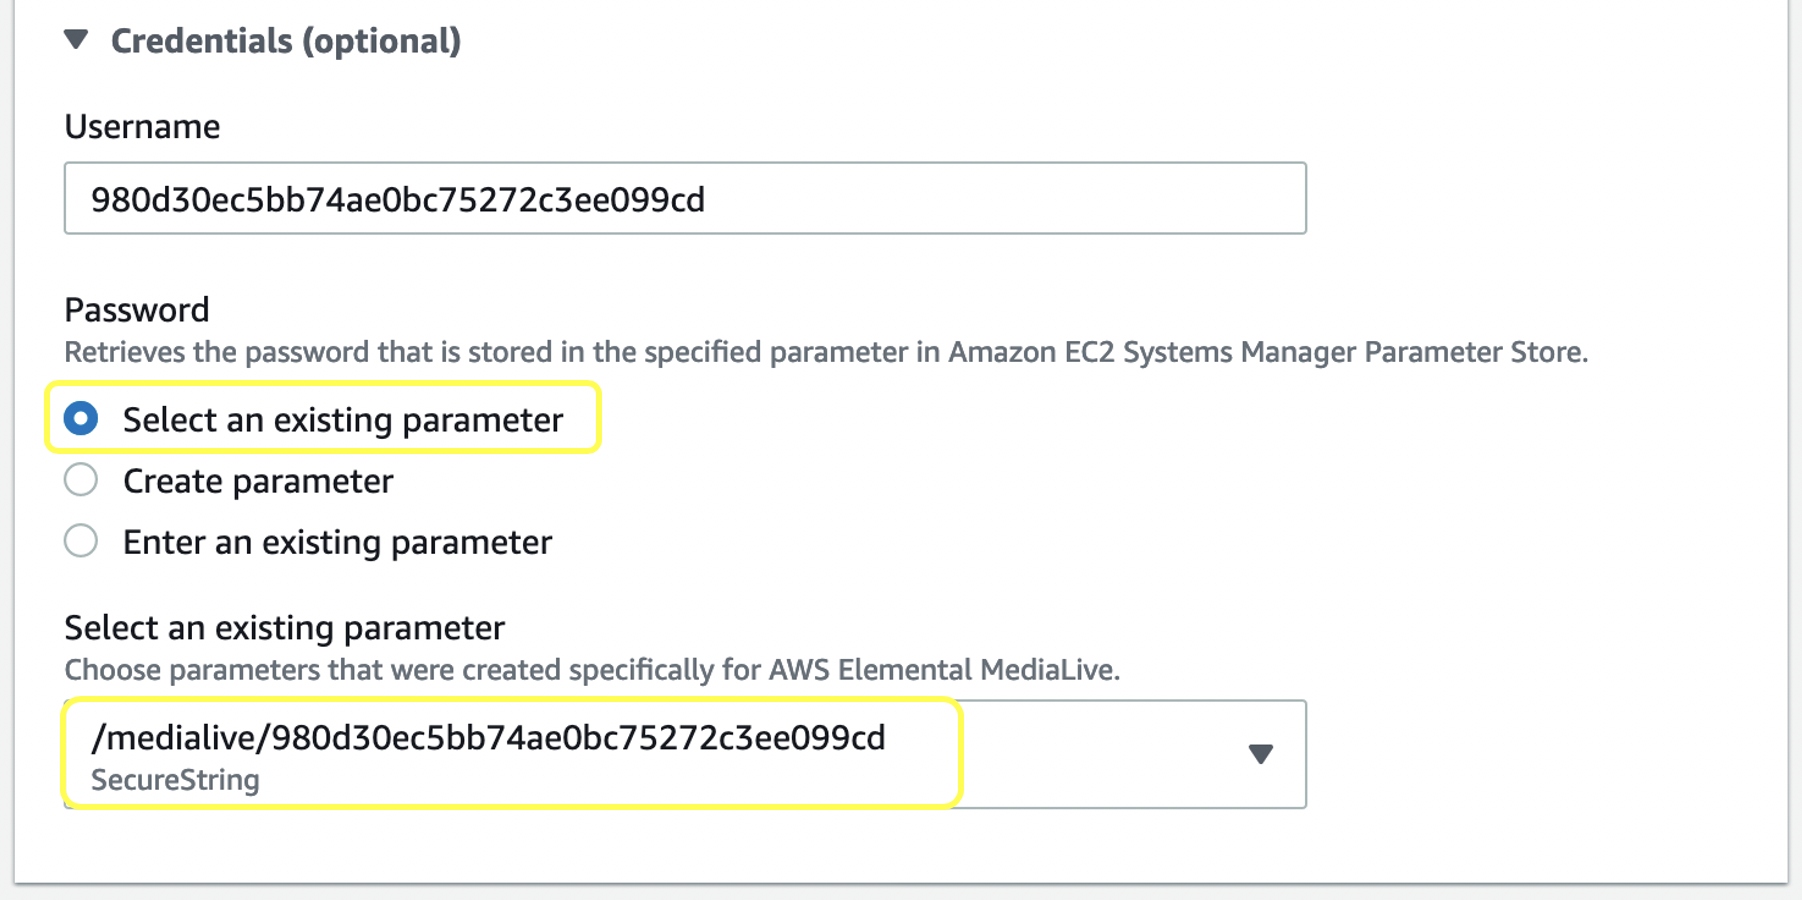 Credentials (optional)
Username
980d30ec5bb74ae0bc75272c3ee099cd
Password
Retrieves the password that is stored in the specified parameter in Amazon EC2 Systems Manager Parameter Store.
Select an existing parameter
Create parameter
Enter an existing parameter
Select an existing parameter
Choose parameters that were created specifically for AWS Elemental MediaLive.
/medialive/980d30ec5bb74ae0bc75272c3ee099cd
SecureString